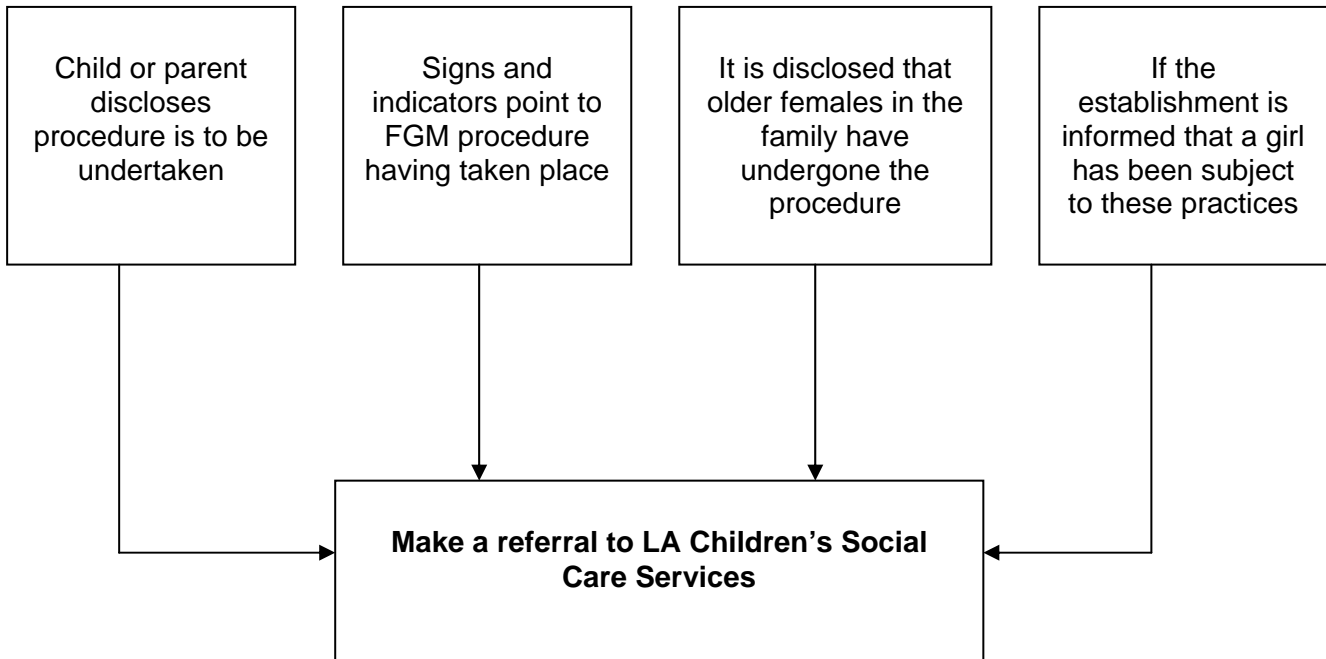 Child or parent
discloses
procedure is to be
undertaken
Signs and
indicators point to
FGM procedure
having taken place
It is disclosed that
older females in the
family have
undergone the
procedure
If the
establishment is
informed that a girl
has been subject
to these practices
Make a referral to LA Children’s Social
Care Services